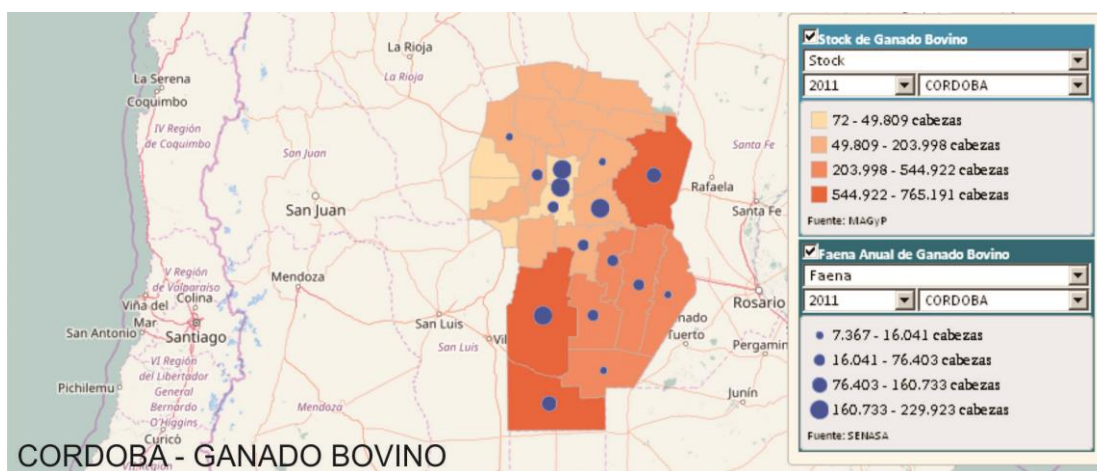 La Rioja
La Rioja
La Serena
Coquimbo
IV Región
de Coquimbo
San Juan
San Juan
Santa Fe
Rafaela
Santa Fe
V Región
de Valparaíso
Mendoza
Viña del
Mar
Colina
San Antonio
Santiago
San Luis
San Luis
Rosario
nado
Tuerto
Pergamin
VI Región
del Libertador
General
Bernardo
O'Higgins
Pichilemu
Mendoza
Junín
Curicó
VII Región
CORDOBA - GANADO BOVINO
Stock de Ganado Bovino
Stock
2011 CORDOBA
72 - 49.809 cabezas
49.809 - 203.998 cabezas
203.998 - 544.922 cabezas
544.922 - 765.191 cabezas
Fuente: MAGyP
Faena Anual de Ganado Bovino
Faena
2011 CORDOBA
7.367 - 16.041 cabezas
16.041 - 76.403 cabezas
76.403 - 160.733 cabezas
160.733 - 229.923 cabezas
Fuente: SENASA